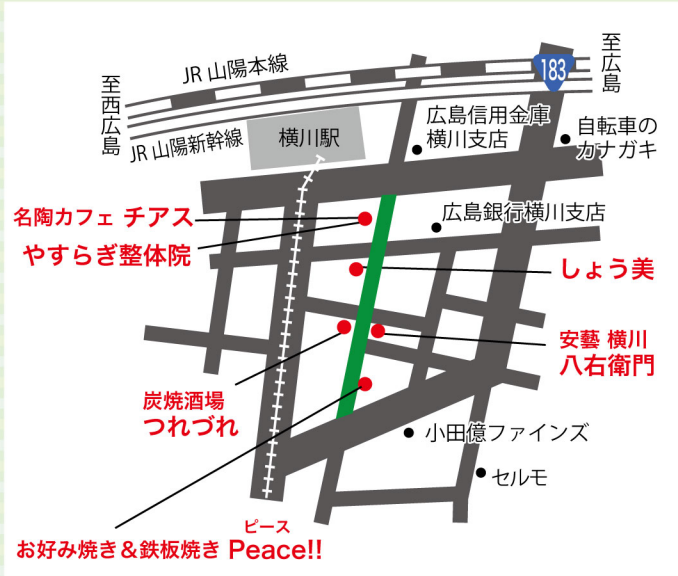 JR 山陽本線
183
至広島
至西広島
JR 山陽新幹線
横川駅
広島信用金庫
横川支店
自転車の
カナガキ
名陶カフェ チアス
広島銀行横川支店
やすらぎ整体院
しょう美
安藝 横川
八右衛門
炭焼酒場
つれづれ
小田億ファインズ
セルモ
ピース
お好み焼き&鉄板焼き Peace!!